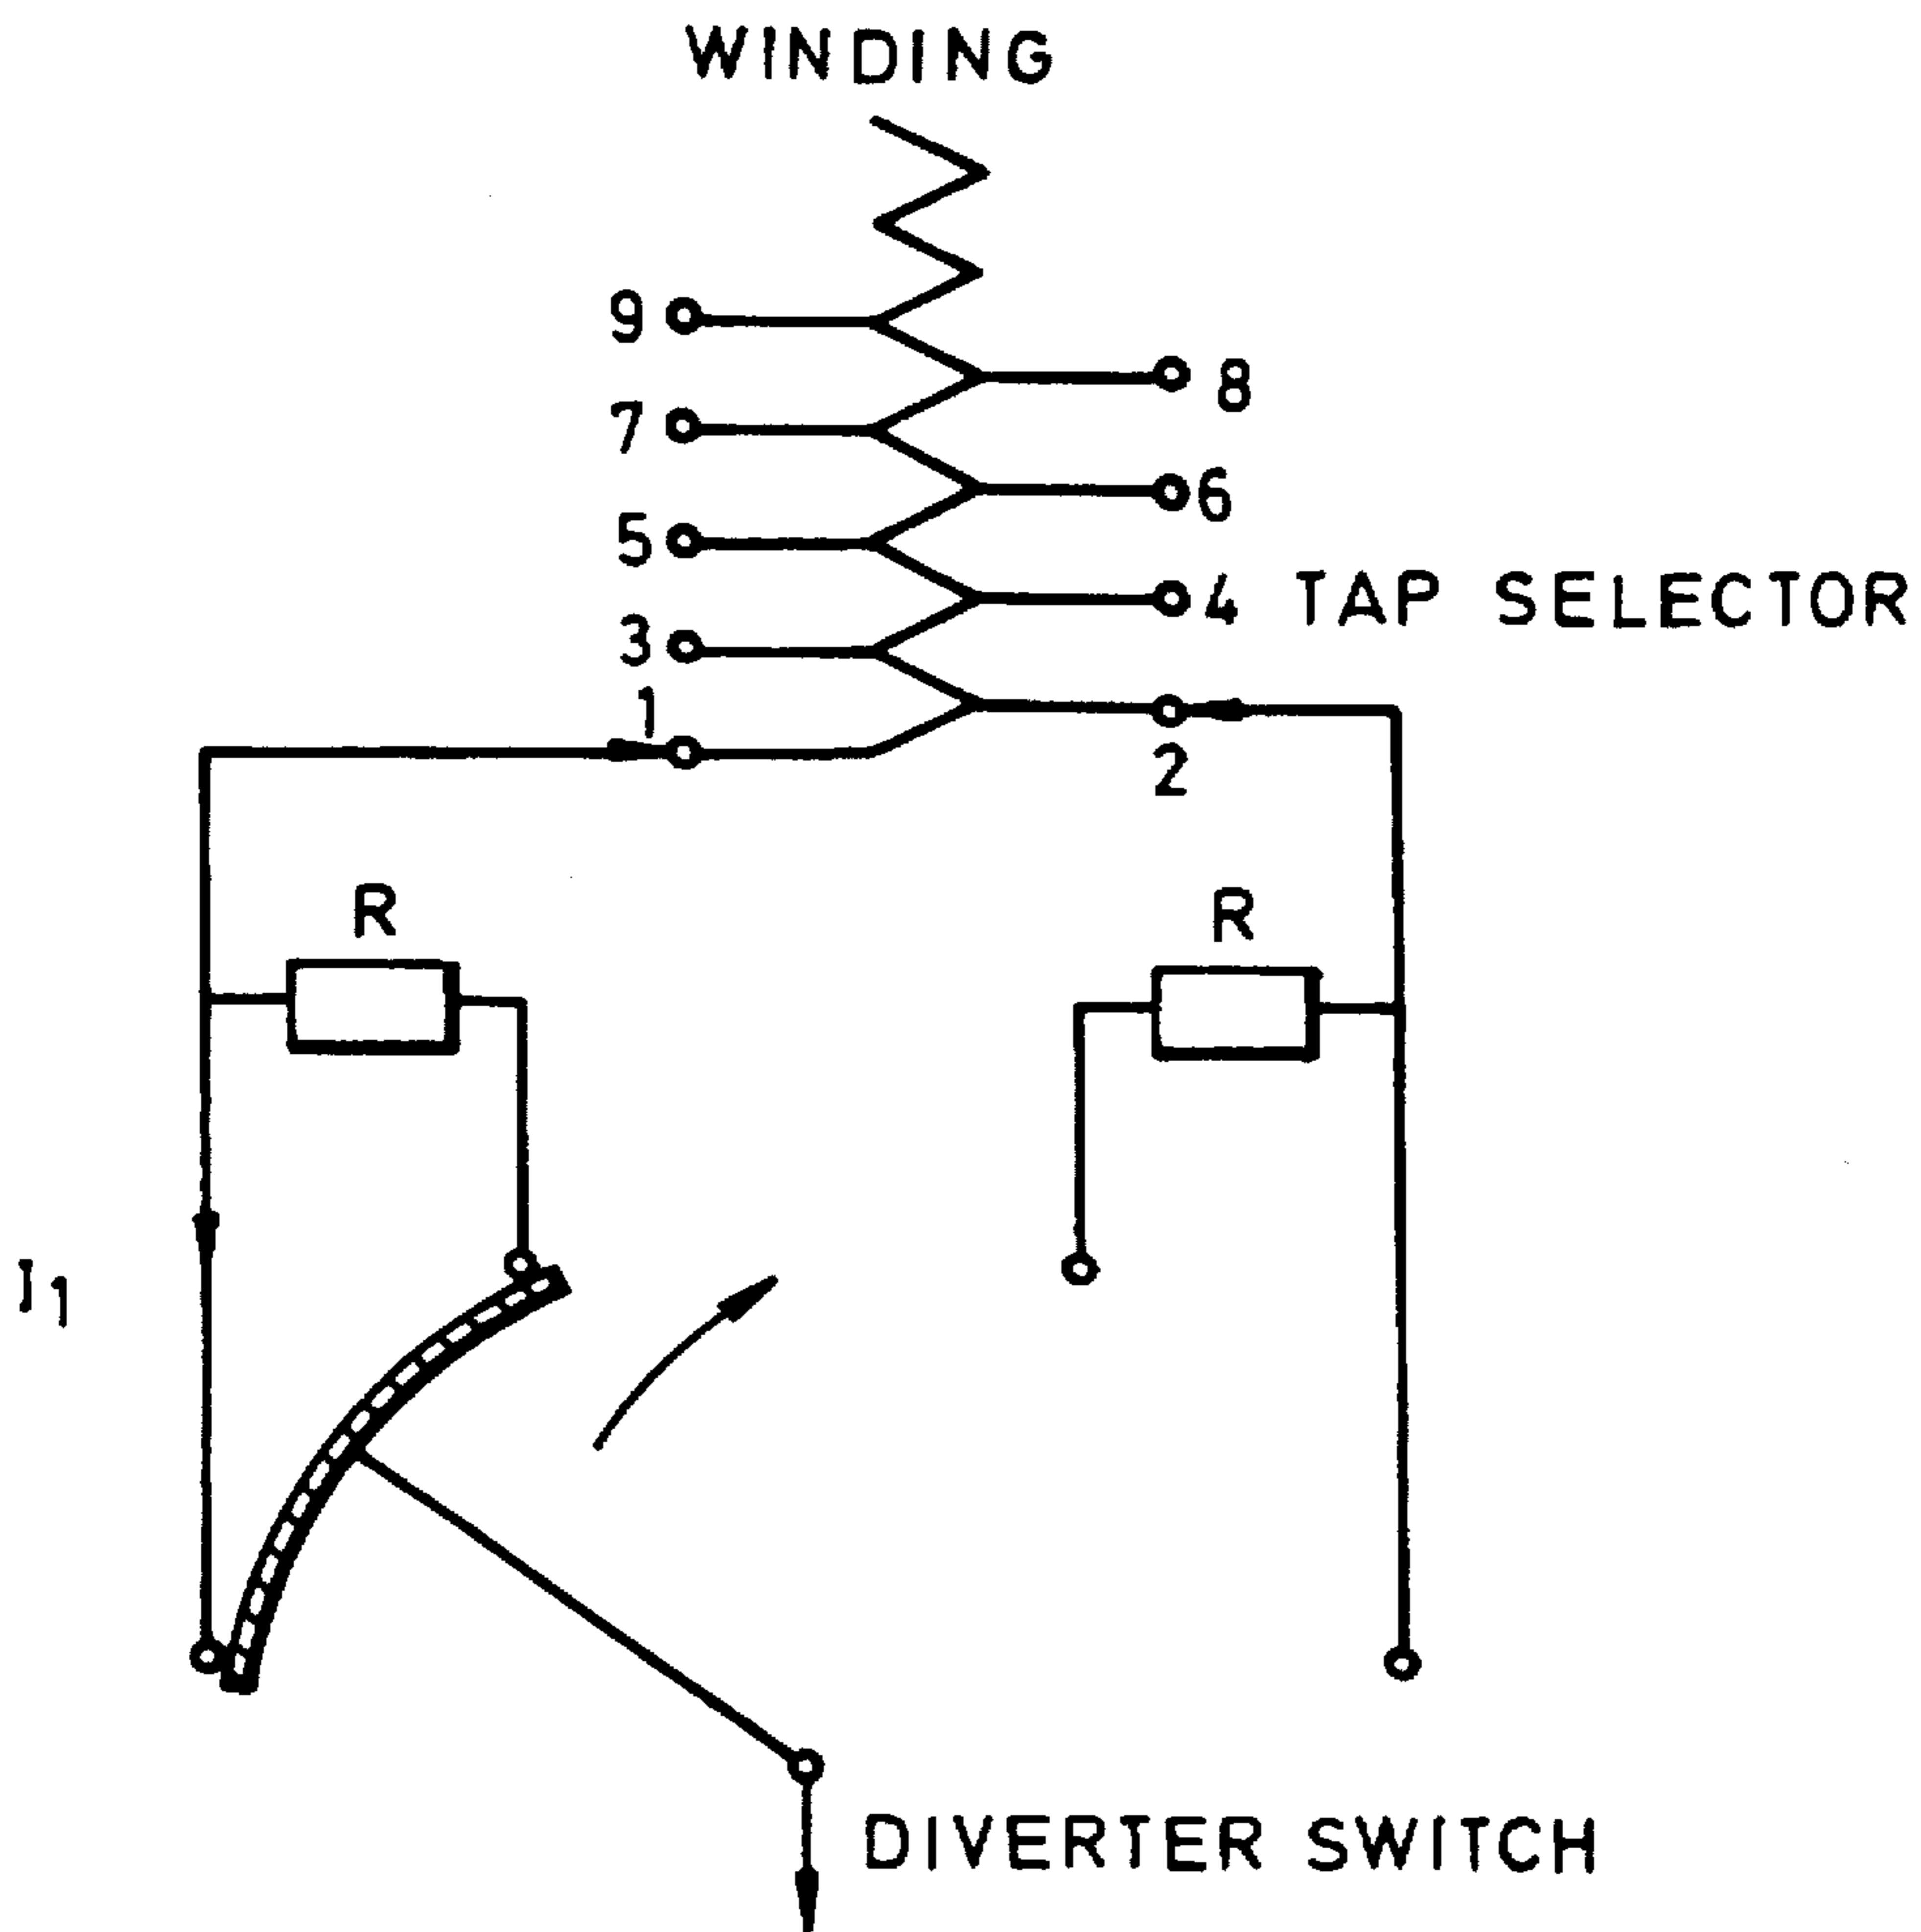 WINDING
9
8
7
6
5
4 TAP SELECTOR
3
1
2
R
R
I1
DIVERTER SWITCH